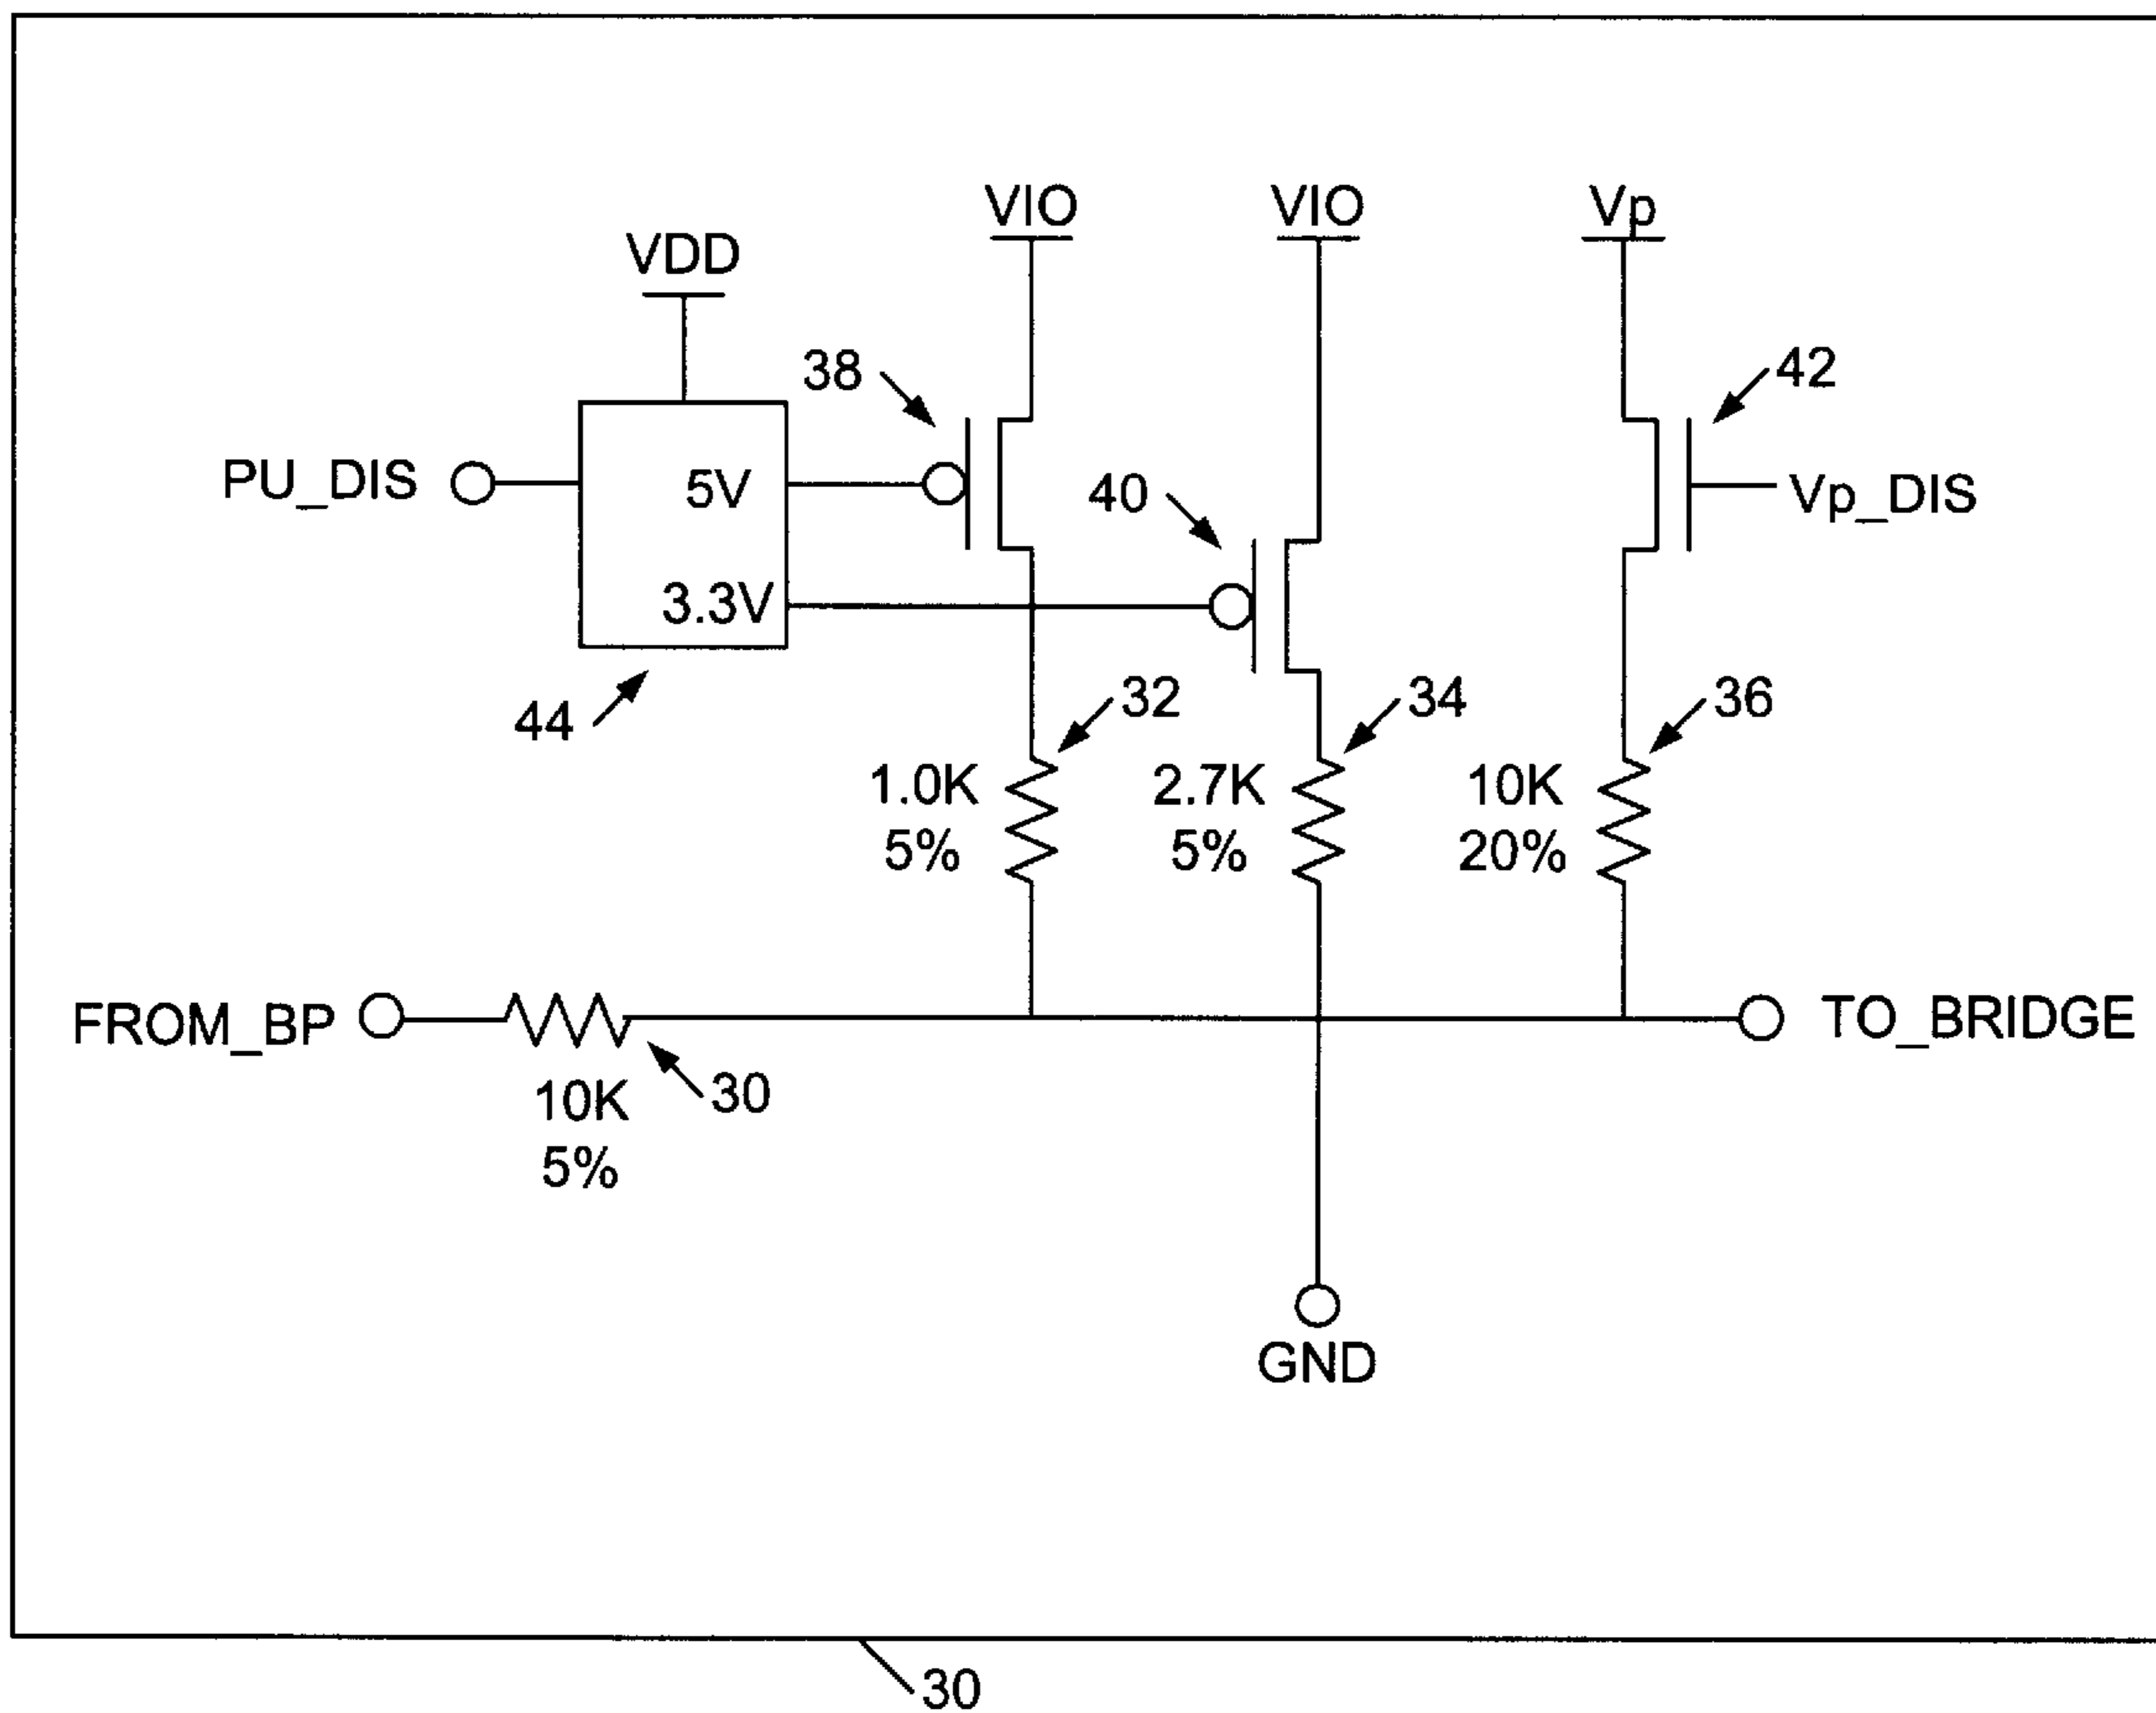 VIO
VIO
Vp
VDD
38
42
PU_DIS
5V
40
Vp_DIS
3.3V
44
32
34
36
1.0K
5%
2.7K
5%
10K
20%
FROM_BP
TO_BRIDGE
30
10K
5%
GND
30